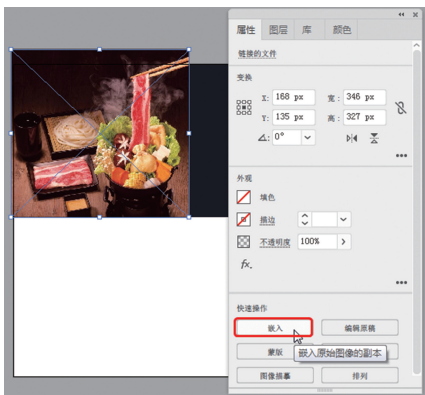 属性 图层 库 颜色
链接的文件
变换
X: 168 px 宽: 346 px
Y: 135 px 高: 327 px
0°
外观
填色
描边
不透明度 100%
fx.
快速操作
嵌入 编辑原稿
蒙版 嵌入原始图像的副本
图像描摹 排列